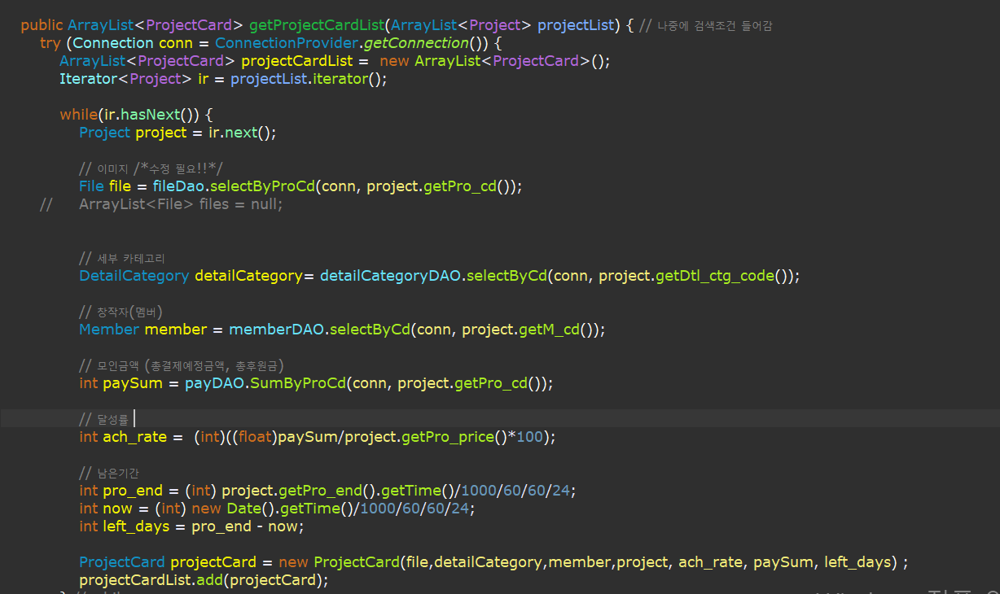 public ArrayList<ProjectCard> getProjectCardList(ArrayList<Project> projectList) { // 나중에 검색조건 들어감
try (Connection conn = ConnectionProvider.getConnection()) {
ArrayList<ProjectCard> projectCardList =  new ArrayList<ProjectCard>();
Iterator<Project> ir = projectList.iterator();
while(ir.hasNext()) {
Project project = ir.next();
// 이미지 /*수정 필요!!*/
File file = fileDao.selectByProCd(conn, project.getPro_cd());
// ArrayList<File> files = null;
// 세부 카테고리
DetailCategory detailCategory= detailCategoryDAO.selectByCd(conn, project.getDtl_ctg_code());
// 창작자(멤버)
Member member = memberDAO.selectByCd(conn, project.getM_cd());
// 모인금액 (총결제예정금액, 총후원금)
int paySum = payDAO.SumByProCd(conn, project.getPro_cd());
// 달성률
int ach_rate =  (int)((float)paySum/project.getPro_price()*100);
// 남은기간
int pro_end = (int) project.getPro_end().getTime()/1000/60/60/24;
int now = (int) new Date().getTime()/1000/60/60/24;
int left_days = pro_end - now;
ProjectCard projectCard = new ProjectCard(file,detailCategory,member,project, ach_rate, paySum, left_days) ;
projectCardList.add(projectCard);